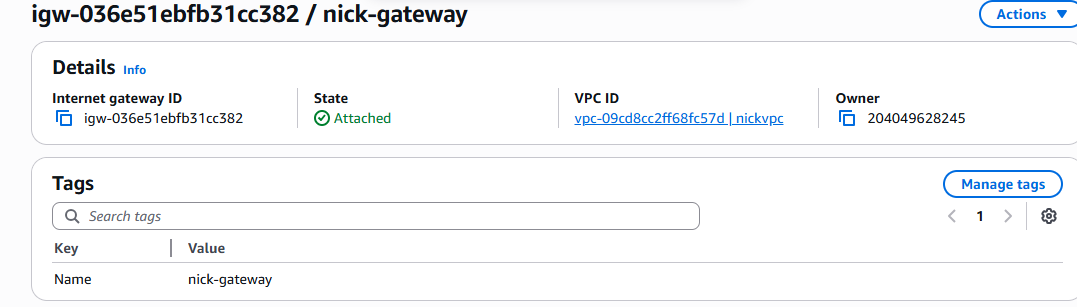 igw-036e51ebfb31cc382 / nick-gateway
Actions
Details Info
Internet gateway ID State VPC ID Owner
igw-036e51ebfb31cc382 Attached vpc-09cd8cc2ff68fc57d | nickvpc 204049628245
Tags Manage tags
Search tags 1
Key Value
Name nick-gateway